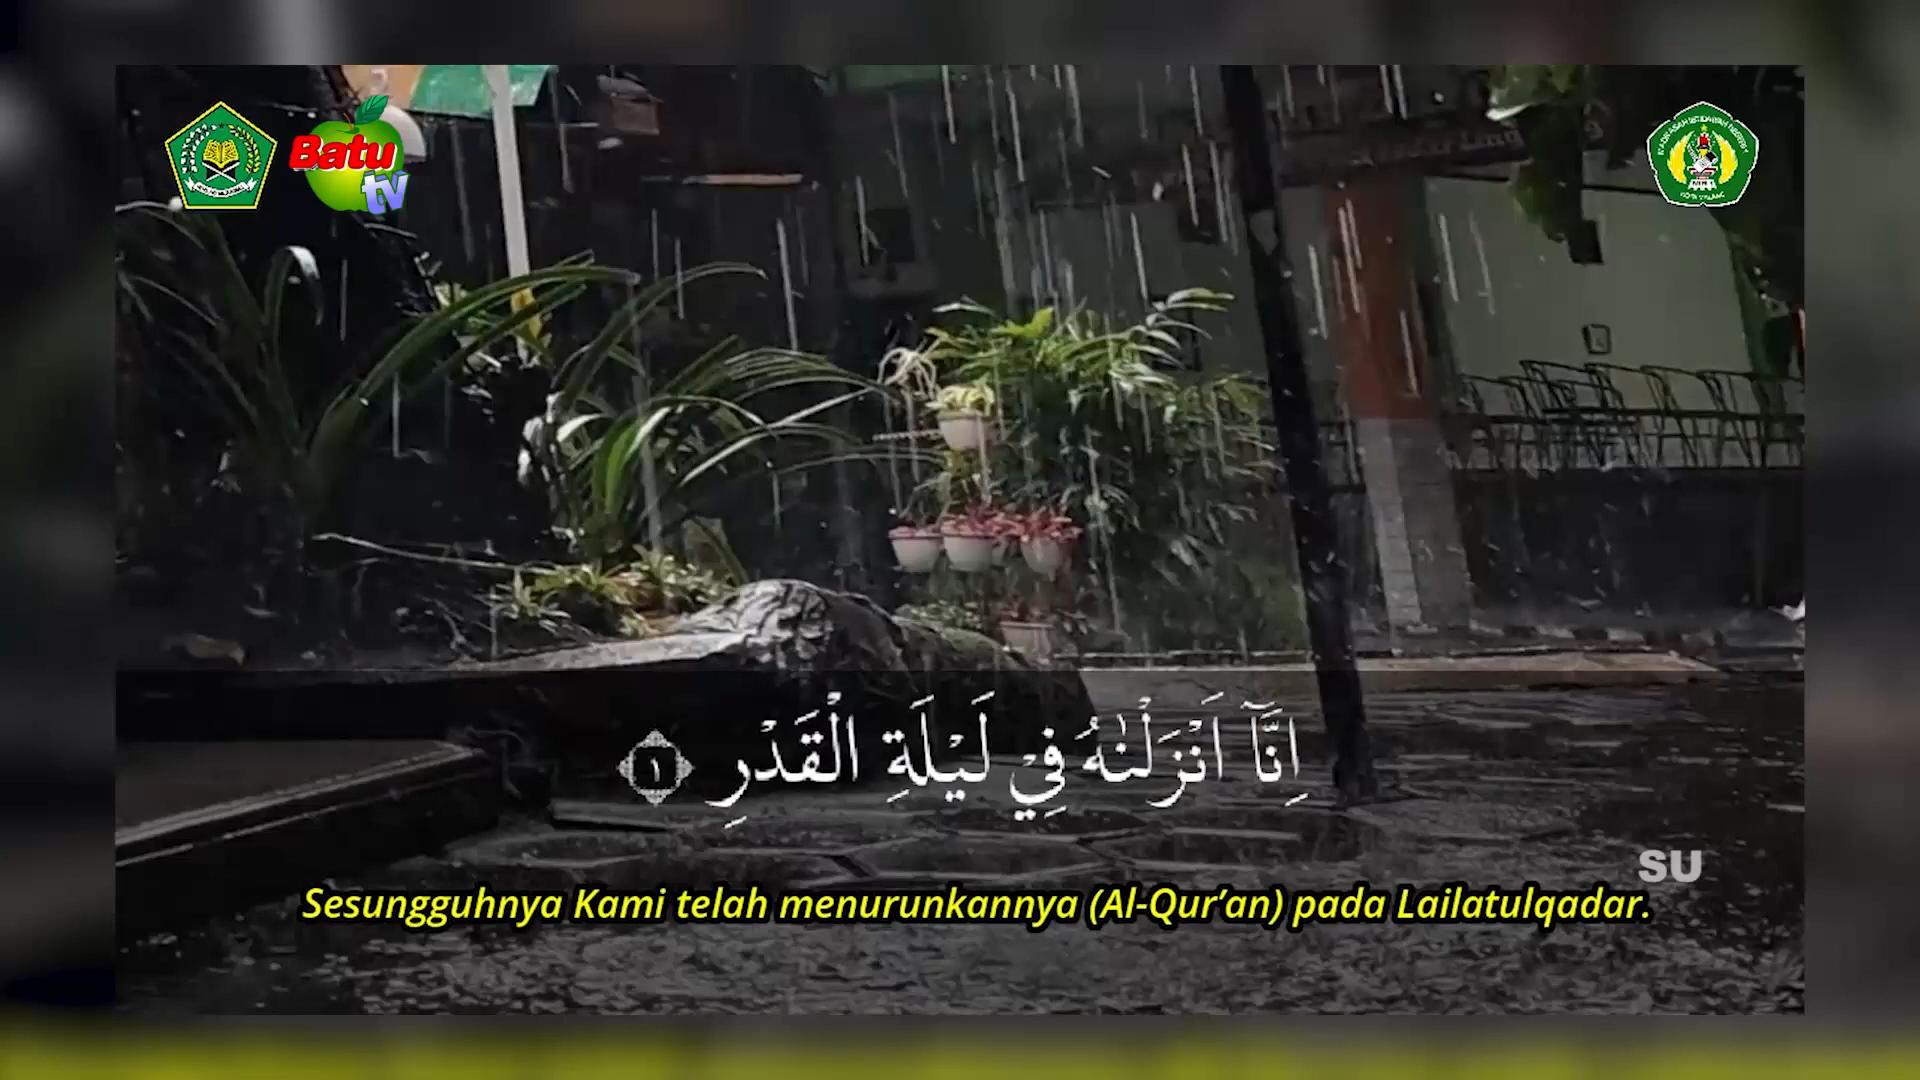 Batu
tv
اِنَّآ اَنْزَلْنٰهُ فِيْ لَيْلَةِ الْقَدْرِ ١
SU
Sesungguhnya Kami telah menurunkannya (Al-Qur’an) pada Lailatulqadar.